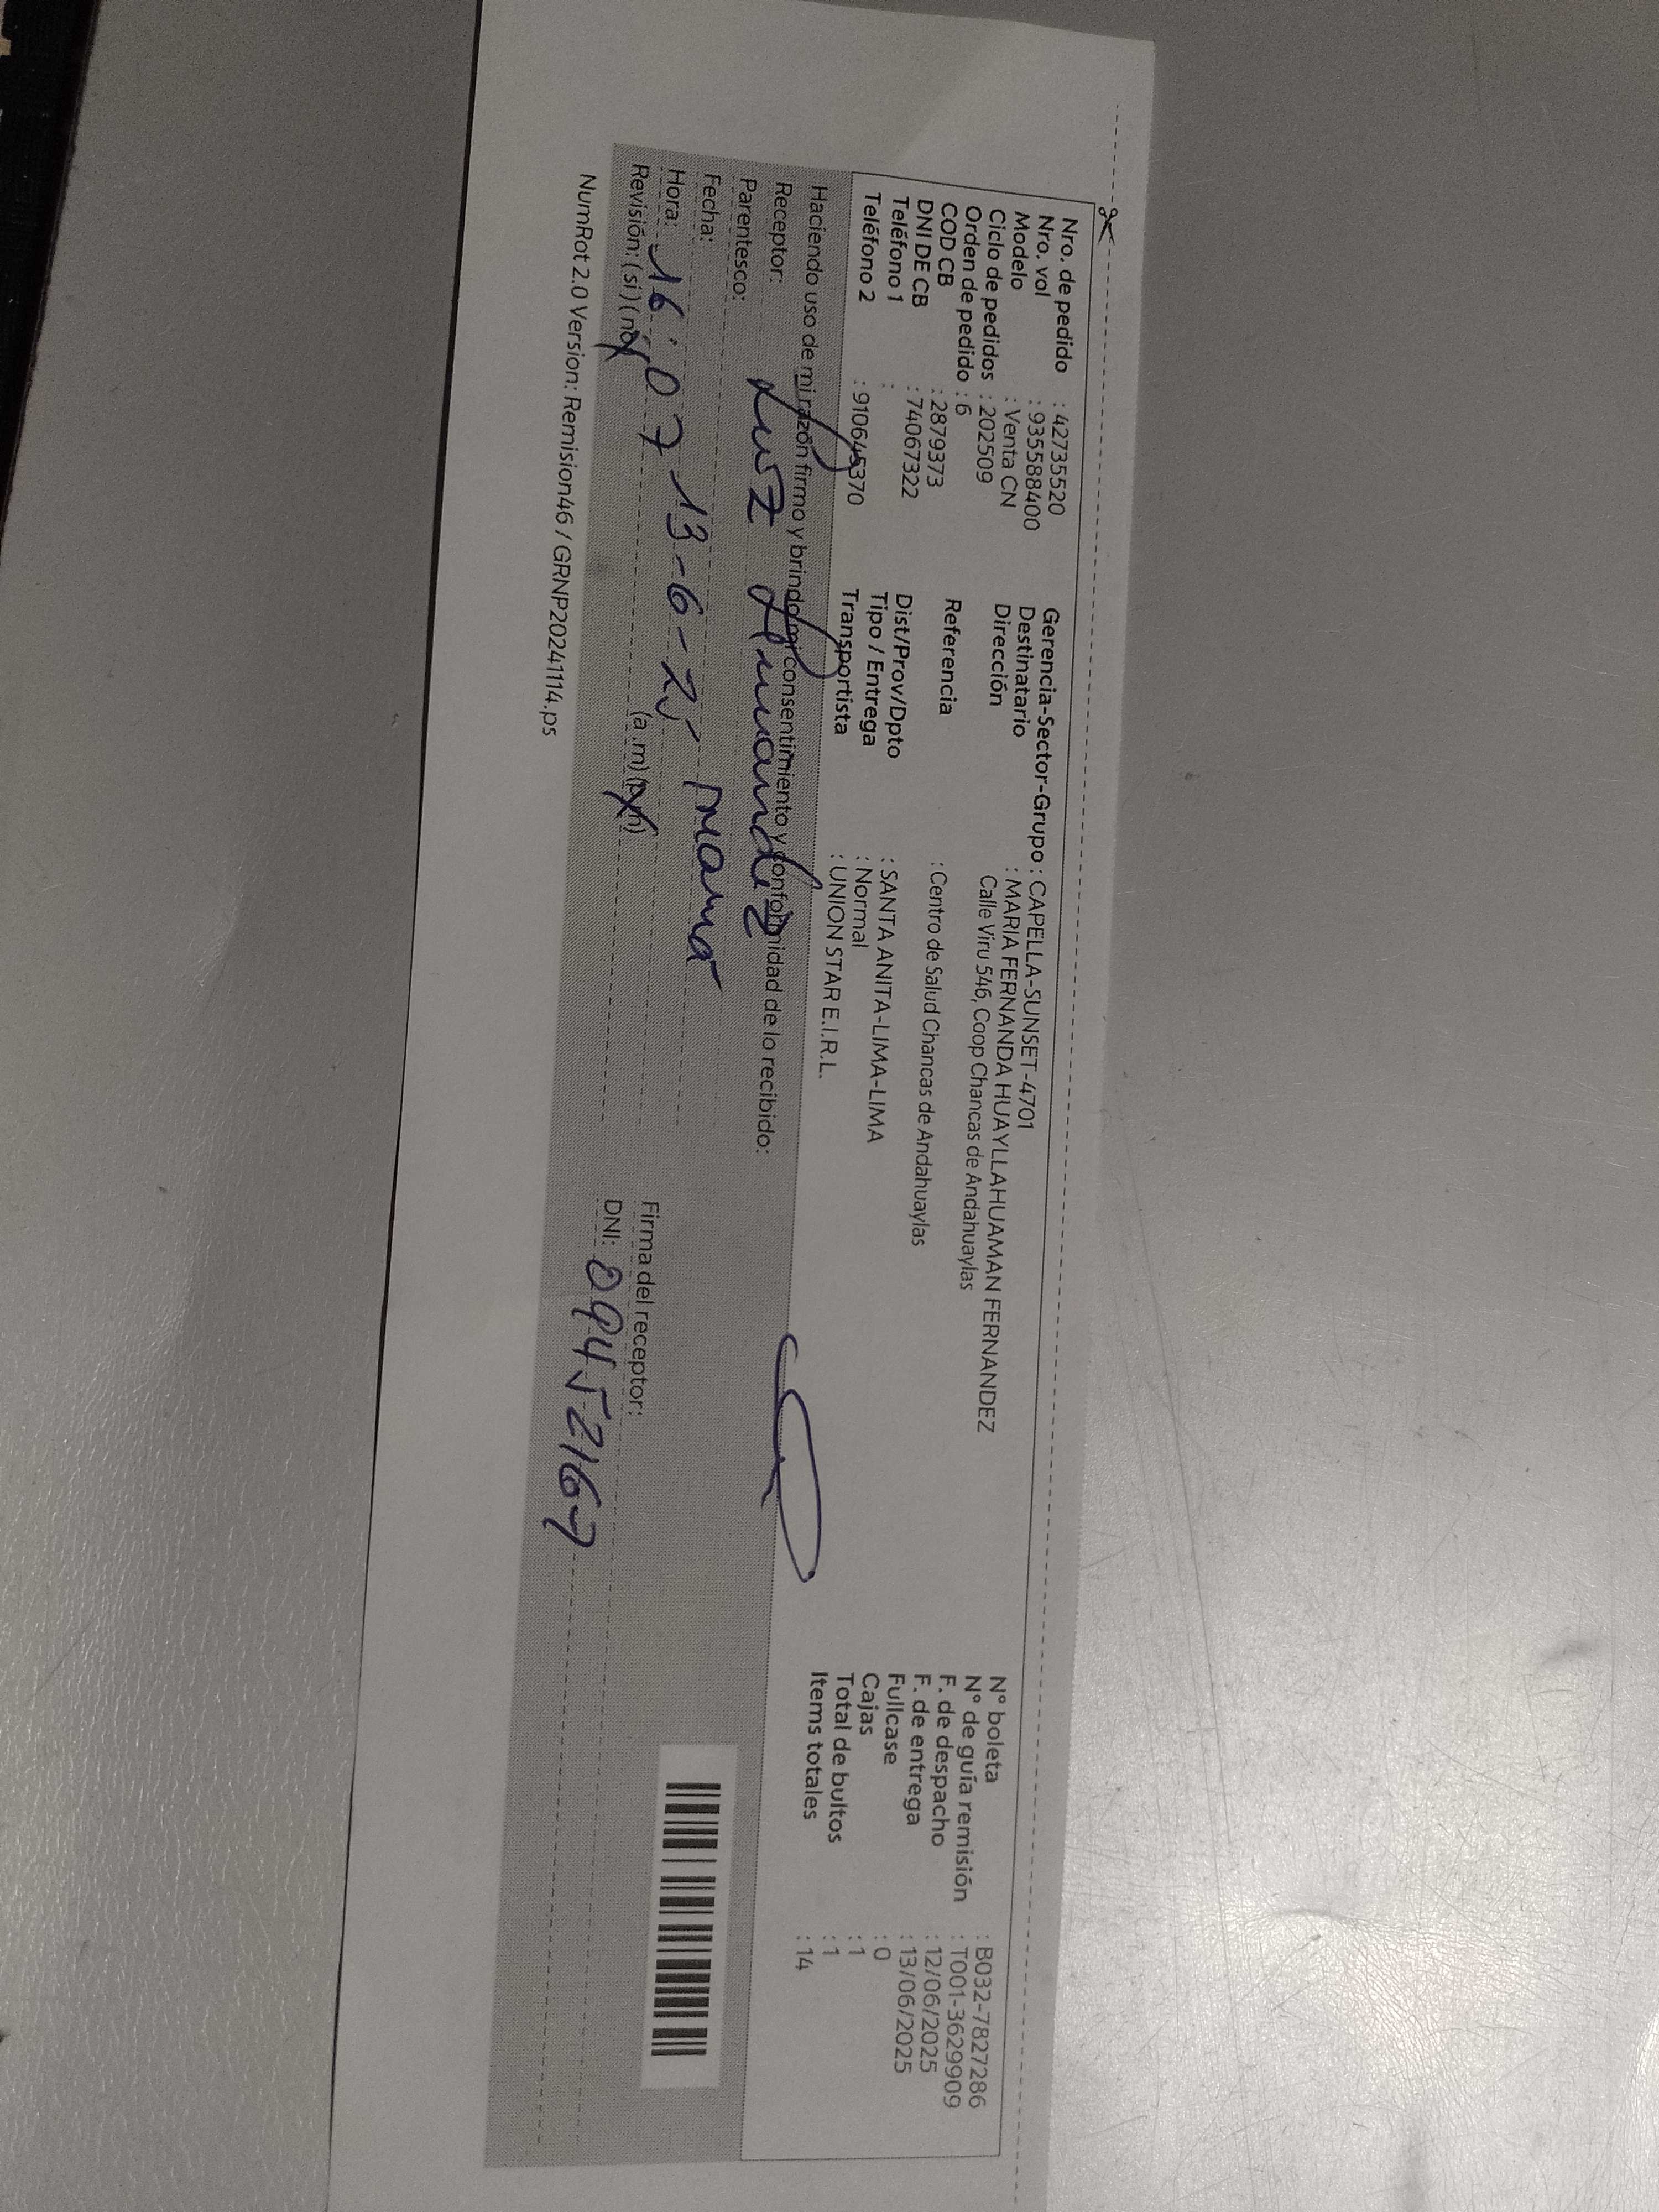 Nro. de pedido : 42735520
Nro. vol : 935588400
Modelo : Venta CN
Ciclo de pedidos : 202509
Orden de pedido : 6
COD CB : 2879373
DNI DE CB : 74067322
Teléfono 1 :
Teléfono 2 : 910645370
Gerencia-Sector-Grupo : CAPELLA-SUNSET-4701
Destinatario : MARIA FERNANDA HUAYLLAHUAMAN FERNANDEZ
Dirección Calle Viru 546, Coop Chancas de Andahuaylas
Referencia : Centro de Salud Chancas de Andahuaylas
Dist/Prov/Dpto : SANTA ANITA-LIMA-LIMA
Tipo / Entrega : Normal
Transportista : UNION STAR E.I.R.L.
N° boleta : B032-7827286
N° de guía remisión : T001-3629909
F. de despacho : 12/06/2025
F. de entrega : 13/06/2025
Fullcase : 0
Cajas : 1
Total de bultos : 1
Items totales : 14
Haciendo uso de mi razón firmo y brindo mi consentimiento y conformidad de lo recibido:
Receptor: Luz
Parentesco: mama
Fecha: 13-6-25
Hora: 16:07 (a.m) (p.m)
Revisión: (si) (no)
Firma del receptor:
DNI: 09452167
NumRot 2.0 Version: Remision46 / GRNP20241114.ps